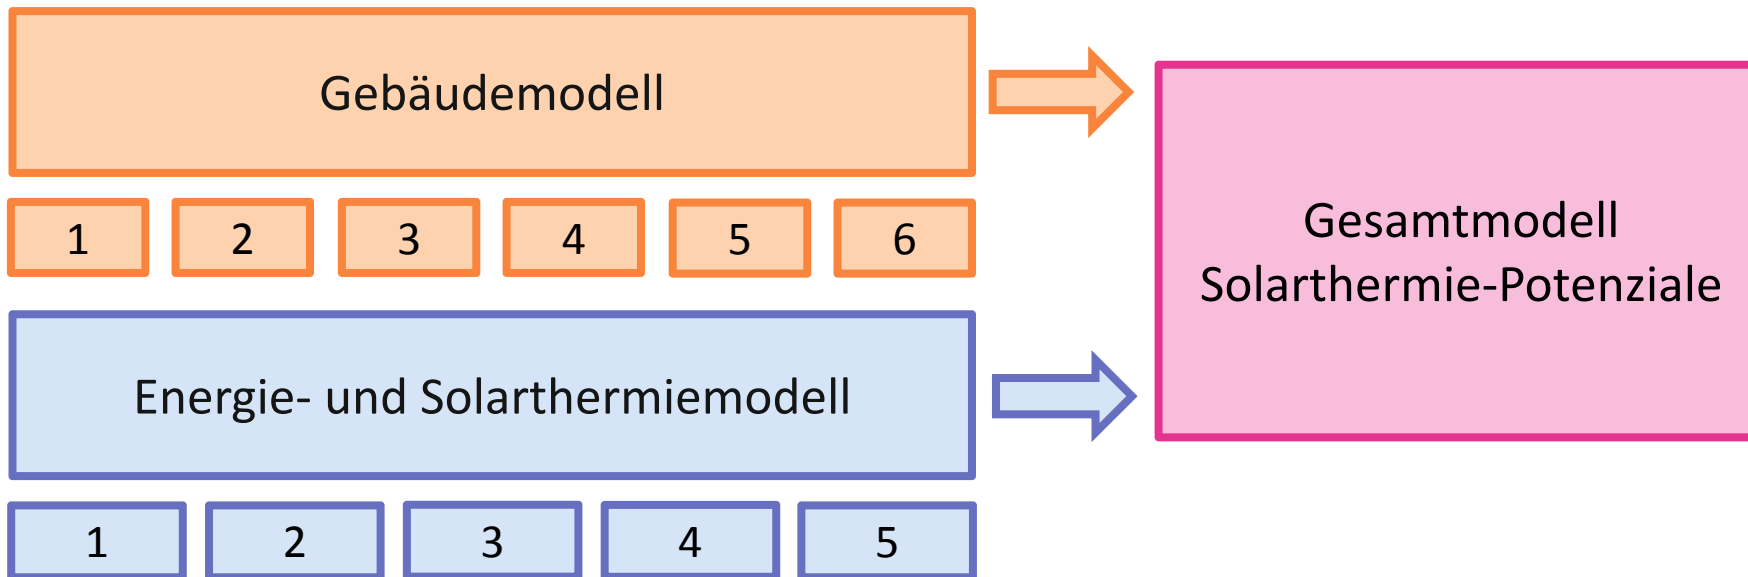 Gebäudemodell
1 2 3 4 5 6
Energie- und Solarthermiemodell
1 2 3 4 5
Gesamtmodell
Solarthermie-Potenziale